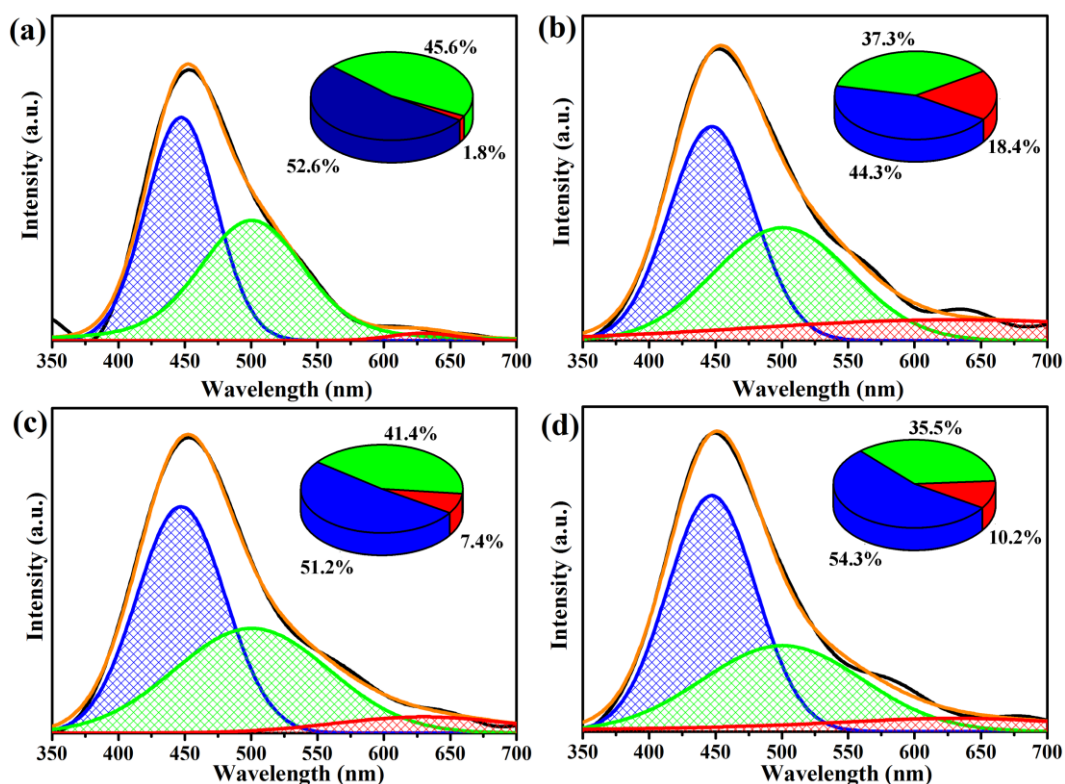 (a)
45.6%
52.6%
1.8%
Intensity (a.u.)
350 400 450 500 550 600 650 700
Wavelength (nm)
(b)
37.3%
18.4%
44.3%
Intensity (a.u.)
350 400 450 500 550 600 650 700
Wavelength (nm)
(c)
41.4%
7.4%
51.2%
Intensity (a.u.)
350 400 450 500 550 600 650 700
Wavelength (nm)
(d)
35.5%
10.2%
54.3%
Intensity (a.u.)
350 400 450 500 550 600 650 700
Wavelength (nm)